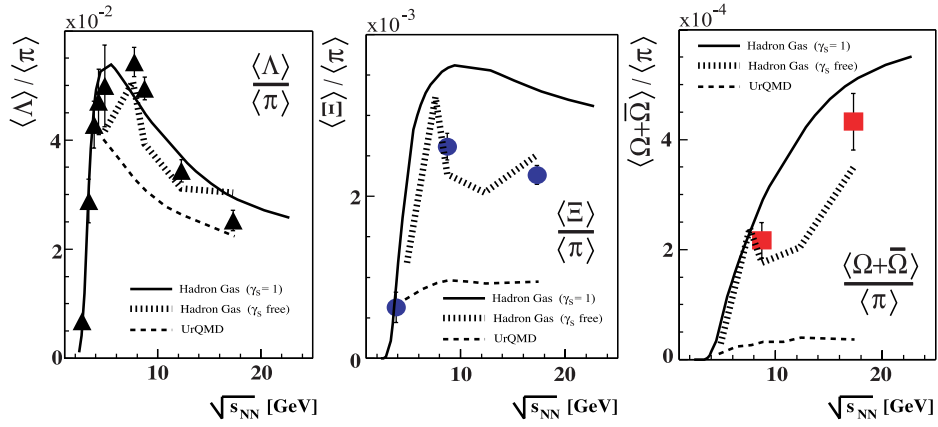 x10⁻²
⟨Λ⟩ / ⟨π⟩
⟨Λ⟩
⟨π⟩
Hadron Gas (γS= 1)
Hadron Gas (γS free)
UrQMD
4
2
0
10
20
√sNN [GeV]
x10⁻³
⟨Ξ⟩ / ⟨π⟩
⟨Ξ⟩
⟨π⟩
Hadron Gas (γS= 1)
Hadron Gas (γS free)
UrQMD
2
0
10
20
√sNN [GeV]
x10⁻⁴
⟨Ω+Ω̅⟩ / ⟨π⟩
Hadron Gas (γS= 1)
Hadron Gas (γS free)
UrQMD
⟨Ω+Ω̅⟩
⟨π⟩
6
4
2
0
10
20
√sNN [GeV]